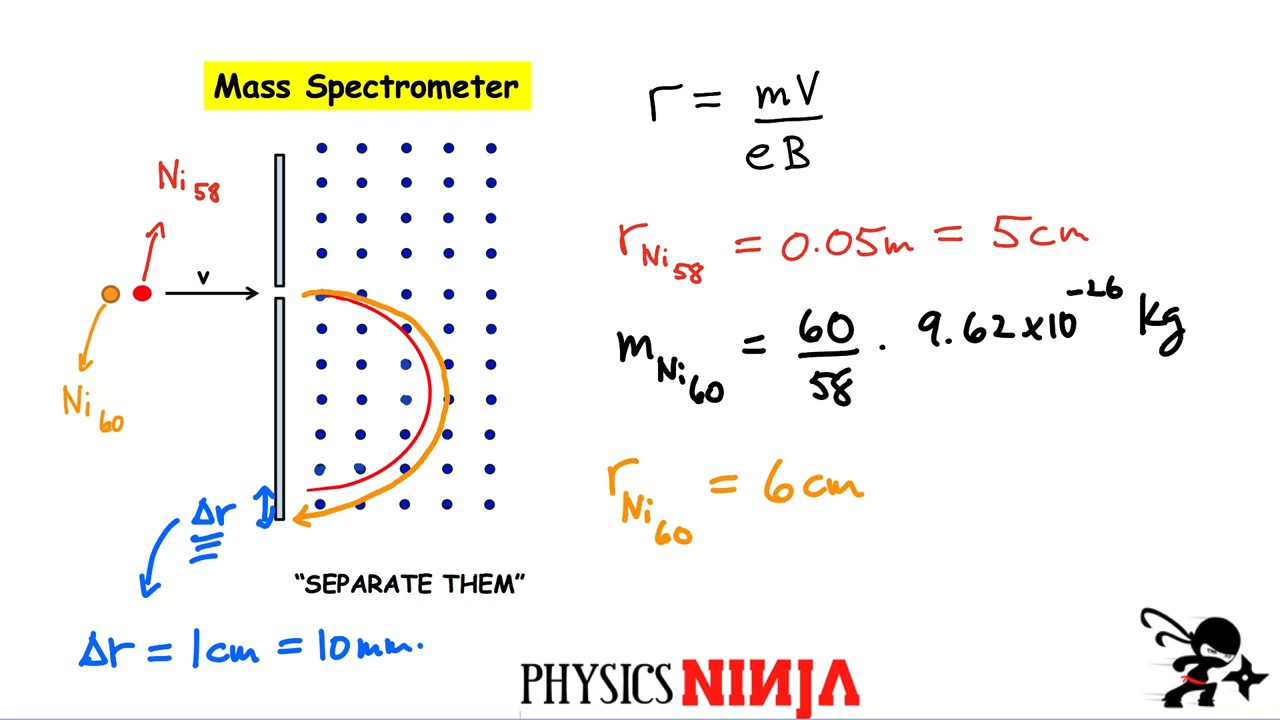 Mass Spectrometer
Ni58
v
Ni60
Δr
"SEPARATE THEM"
Δr = 1cm = 10mm.
r = mV / eB
rNi58 = 0.05m = 5cm
mNi60 = 60/58 · 9.62x10^-26 kg
rNi60 = 6cm
PHYSICS NINJA